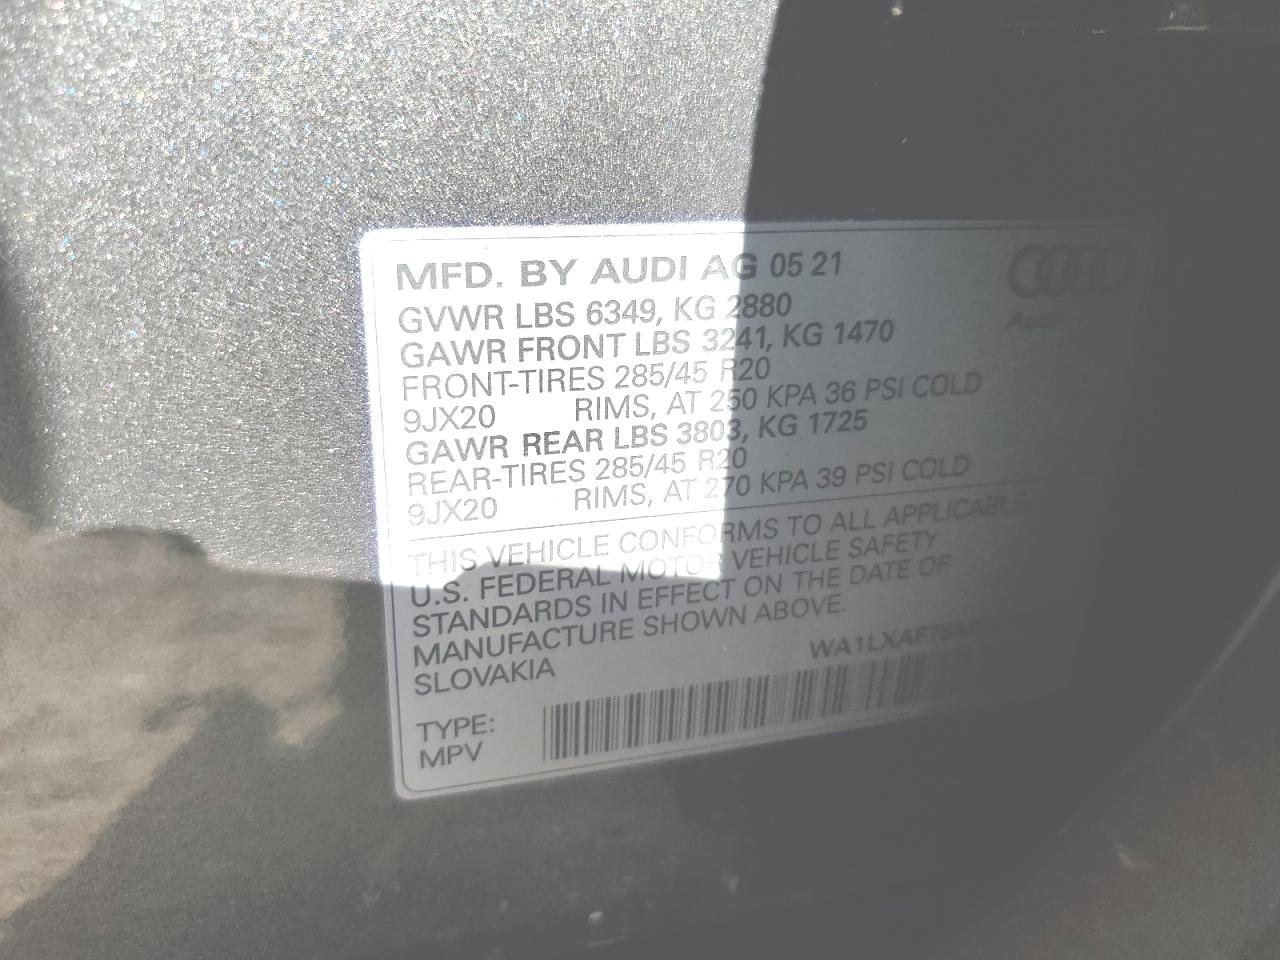 MFD. BY AUDI AG 05 21
GVWR LBS 6349, KG 2880
GAWR FRONT LBS 3241, KG 1470
FRONT-TIRES 285/45 R20
9JX20 RIMS, AT 250 KPA 36 PSI COLD
GAWR REAR LBS 3803, KG 1725
REAR-TIRES 285/45 R20
9JX20 RIMS, AT 270 KPA 39 PSI COLD
THIS VEHICLE CONFORMS TO ALL APPLICABLE
U.S. FEDERAL MOTOR VEHICLE SAFETY
STANDARDS IN EFFECT ON THE DATE OF
MANUFACTURE SHOWN ABOVE.
SLOVAKIA
TYPE:
MPV
Audi